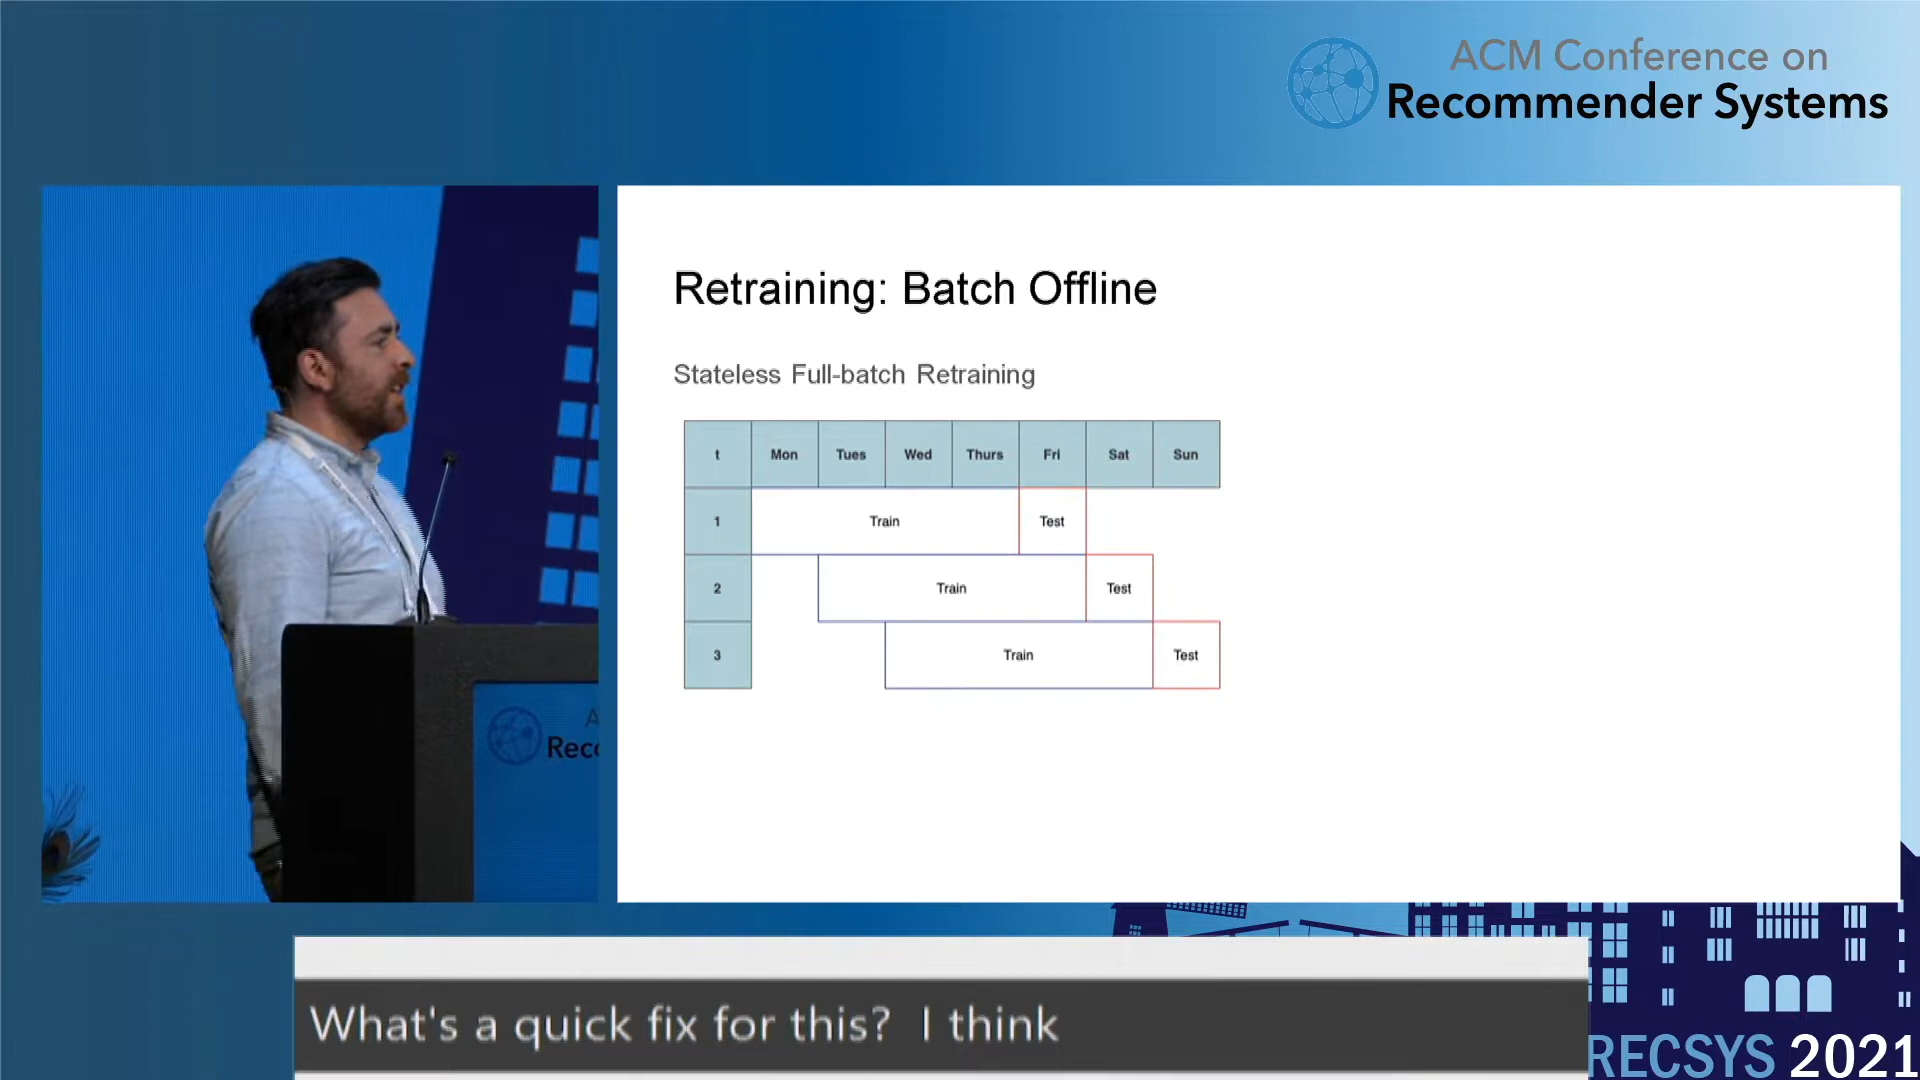 ACM Conference on
Recommender Systems
Retraining: Batch Offline
Stateless Full-batch Retraining
t Mon Tues Wed Thurs Fri Sat Sun
1 Train Test
2 Train Test
3 Train Test
A
Reco
What's a quick fix for this? I think
RECSYS 2021